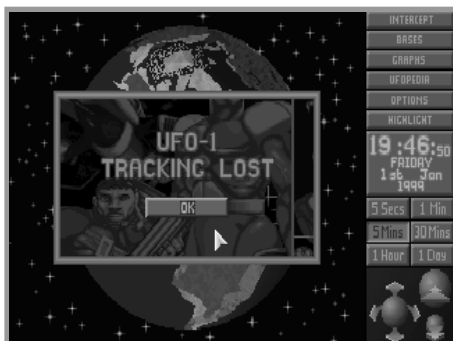 INTERCEPT
BASES
GRAPHS
UFOPEDIA
OPTIONS
HIGHLIGHT
UFO-1
TRACKING LOST
OK
19:46:50
FRIDAY
1st Jan
1999
5 Secs 1 Min
5 Mins 30 Mins
1 Hour 1 Day